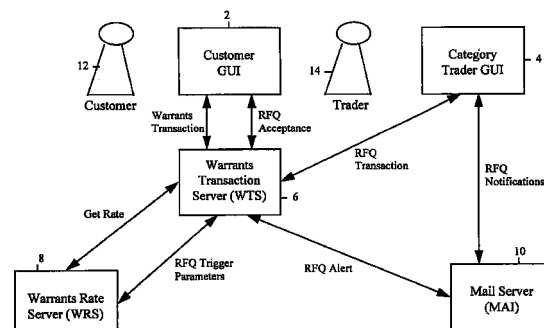 2
12
Customer
Customer
GUI
14
Trader
Category
Trader GUI
4
Warrants
Transaction
RFQ
Acceptance
RFQ
Transaction
RFQ
Notifications
Warrants
Transaction
Server (WTS)
6
Get Rate
RFQ Trigger
Parameters
RFQ Alert
8
Warrants Rate
Server (WRS)
10
Mail Server
(MAI)